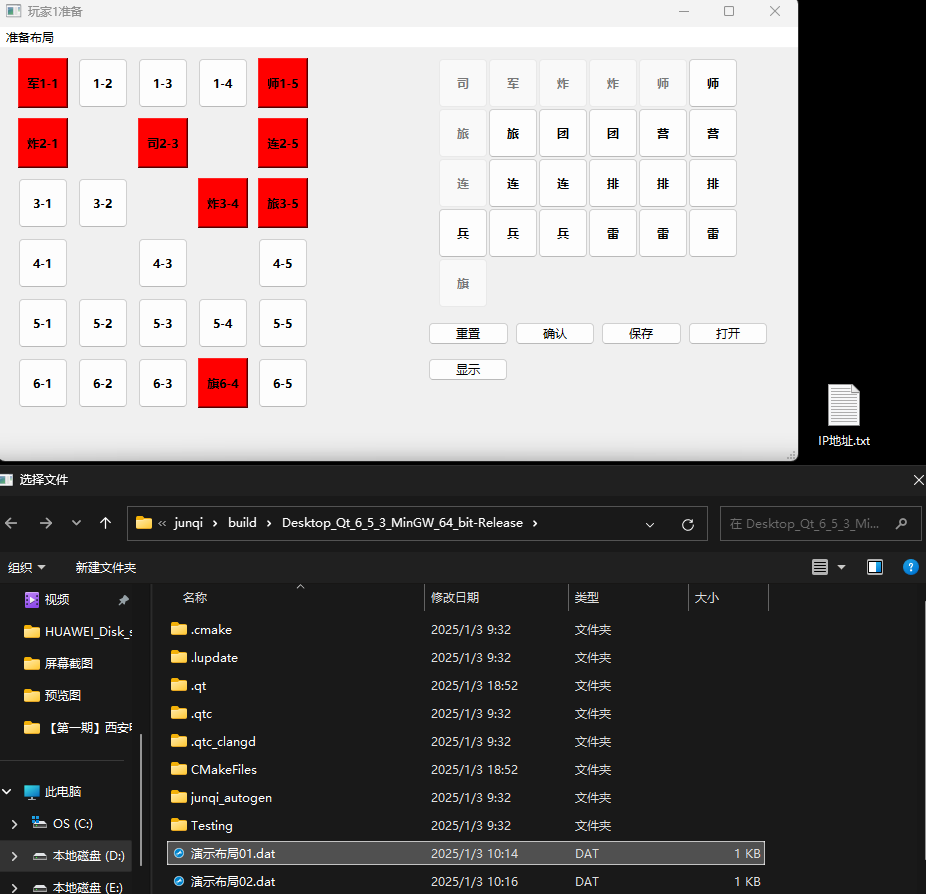 玩家1准备
准备布局
军1-1 1-2 1-3 1-4 师1-5 司 军 炸 炸 师 师
炸2-1 司2-3 连2-5 旅 旅 团 团 营 营
3-1 3-2 炸3-4 旅3-5 连 连 连 排 排 排
4-1 4-3 4-5 兵 兵 兵 雷 雷 雷
5-1 5-2 5-3 5-4 5-5 旗
重置 确认 保存 打开
显示
6-1 6-2 6-3 旗6-4 6-5
IP地址.txt
选择文件
« junqi › build › Desktop_Qt_6_5_3_MinGW_64_bit-Release › 在 Desktop_Qt_6_5_3_Mi...
组织 新建文件夹
名称 修改日期 类型 大小
视频
HUAWEI_Disk_s
屏幕截图
预览图
【第一期】西安
此电脑
OS (C:)
本地磁盘 (D:)
本地磁盘 (E:)
.cmake 2025/1/3 9:32 文件夹
.lupdate 2025/1/3 9:32 文件夹
.qt 2025/1/3 18:52 文件夹
.qtc 2025/1/3 9:32 文件夹
.qtc_clangd 2025/1/3 9:32 文件夹
CMakeFiles 2025/1/3 18:52 文件夹
junqi_autogen 2025/1/3 9:32 文件夹
Testing 2025/1/3 9:32 文件夹
演示布局01.dat 2025/1/3 10:14 DAT 1 KB
演示布局02.dat 2025/1/3 10:16 DAT 1 KB